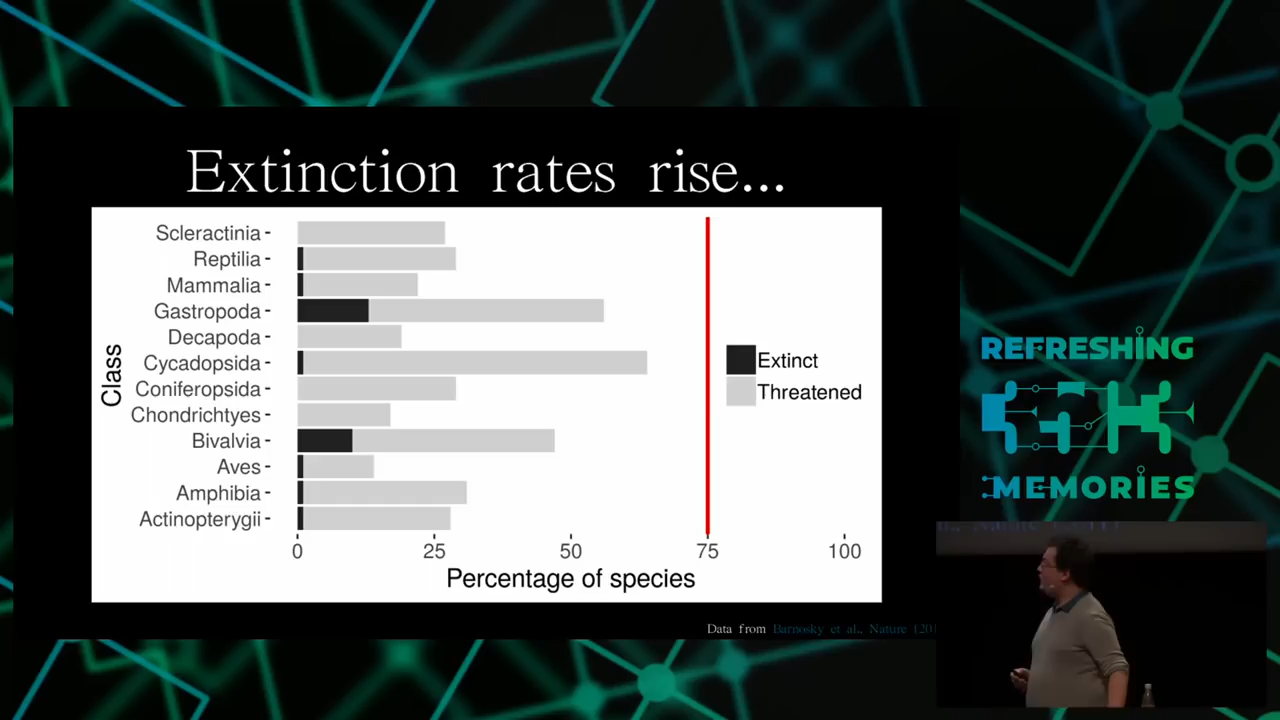 Extinction rates rise...
Scleractinia
Reptilia
Mammalia
Gastropoda
Decapoda
Cycadopsida
Coniferopsida
Chondrichtyes
Bivalvia
Aves
Amphibia
Actinopterygii
Class
0 25 50 75 100
Percentage of species
Extinct
Threatened
Data from Barnosky et al., Nature (201
REFRESHING
MEMORIES